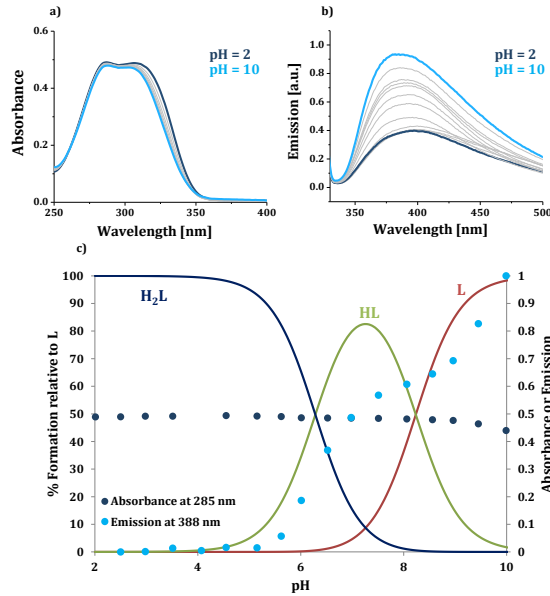 a)
pH = 2
pH = 10
Absorbance
0.6
0.4
0.2
0.0
250
300
350
400
Wavelength [nm]
b)
pH = 2
pH = 10
Emission [a.u.]
1.0
0.8
0.6
0.4
0.2
0.0
350
400
450
500
Wavelength [nm]
c)
% Formation relative to L
100
90
80
70
60
50
40
30
20
10
0
H₂L
HL
L
Absorbance at 285 nm
Emission at 388 nm
1
0.9
0.8
0.7
0.6
0.5
0.4
0.3
0.2
0.1
0
Absorbance or Emission
2
4
6
8
10
pH